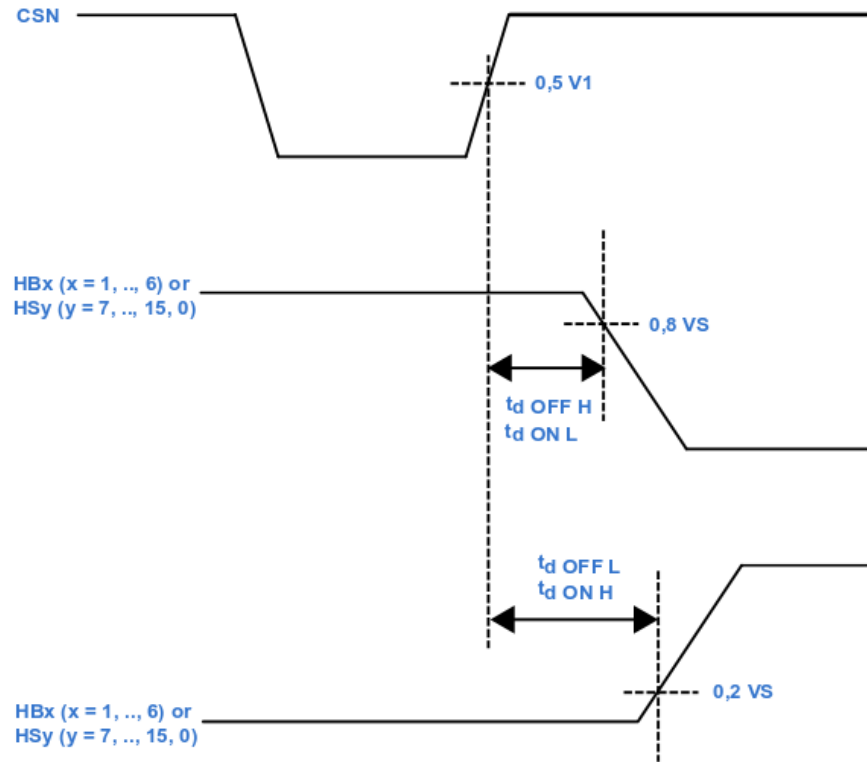 CSN
0,5 V1
HBx (x = 1, .., 6) or
HSy (y = 7, .., 15, 0)
0,8 VS
td OFF H
td ON L
td OFF L
td ON H
0,2 VS
HBx (x = 1, .., 6) or
HSy (y = 7, .., 15, 0)